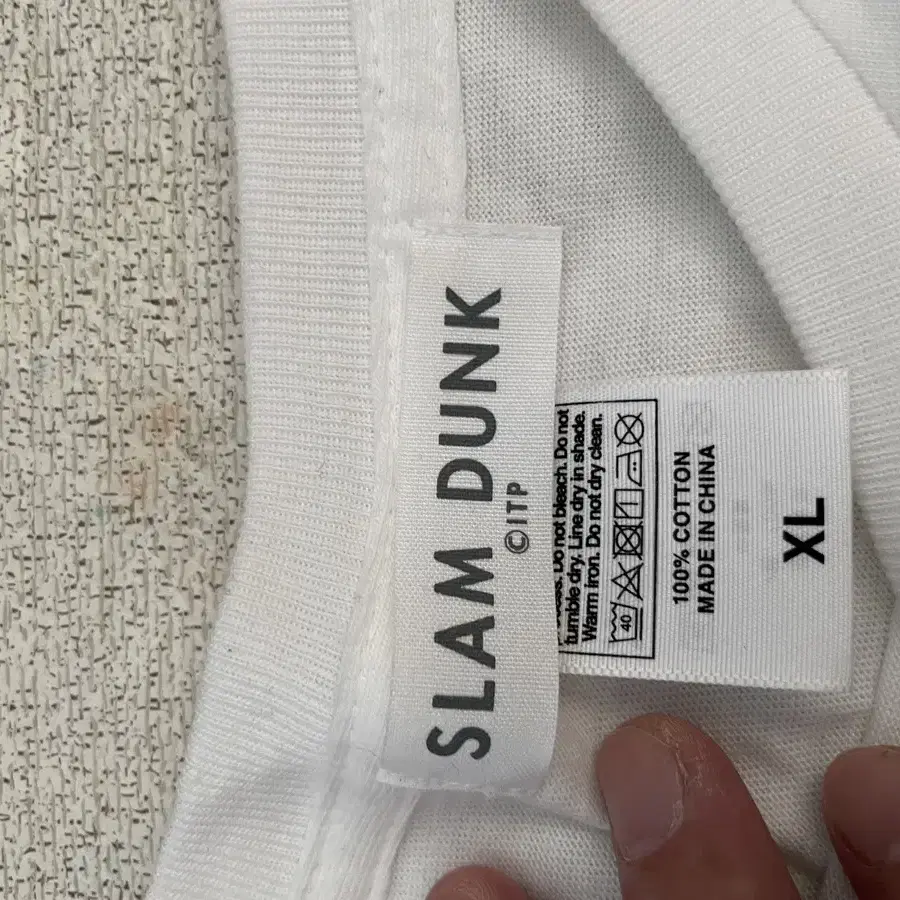 SLAM DUNK
©ITP
Do not bleach. Do not
tumble dry. Line dry in shade.
Warm iron. Do not dry clean.
40
100% COTTON
MADE IN CHINA
XL